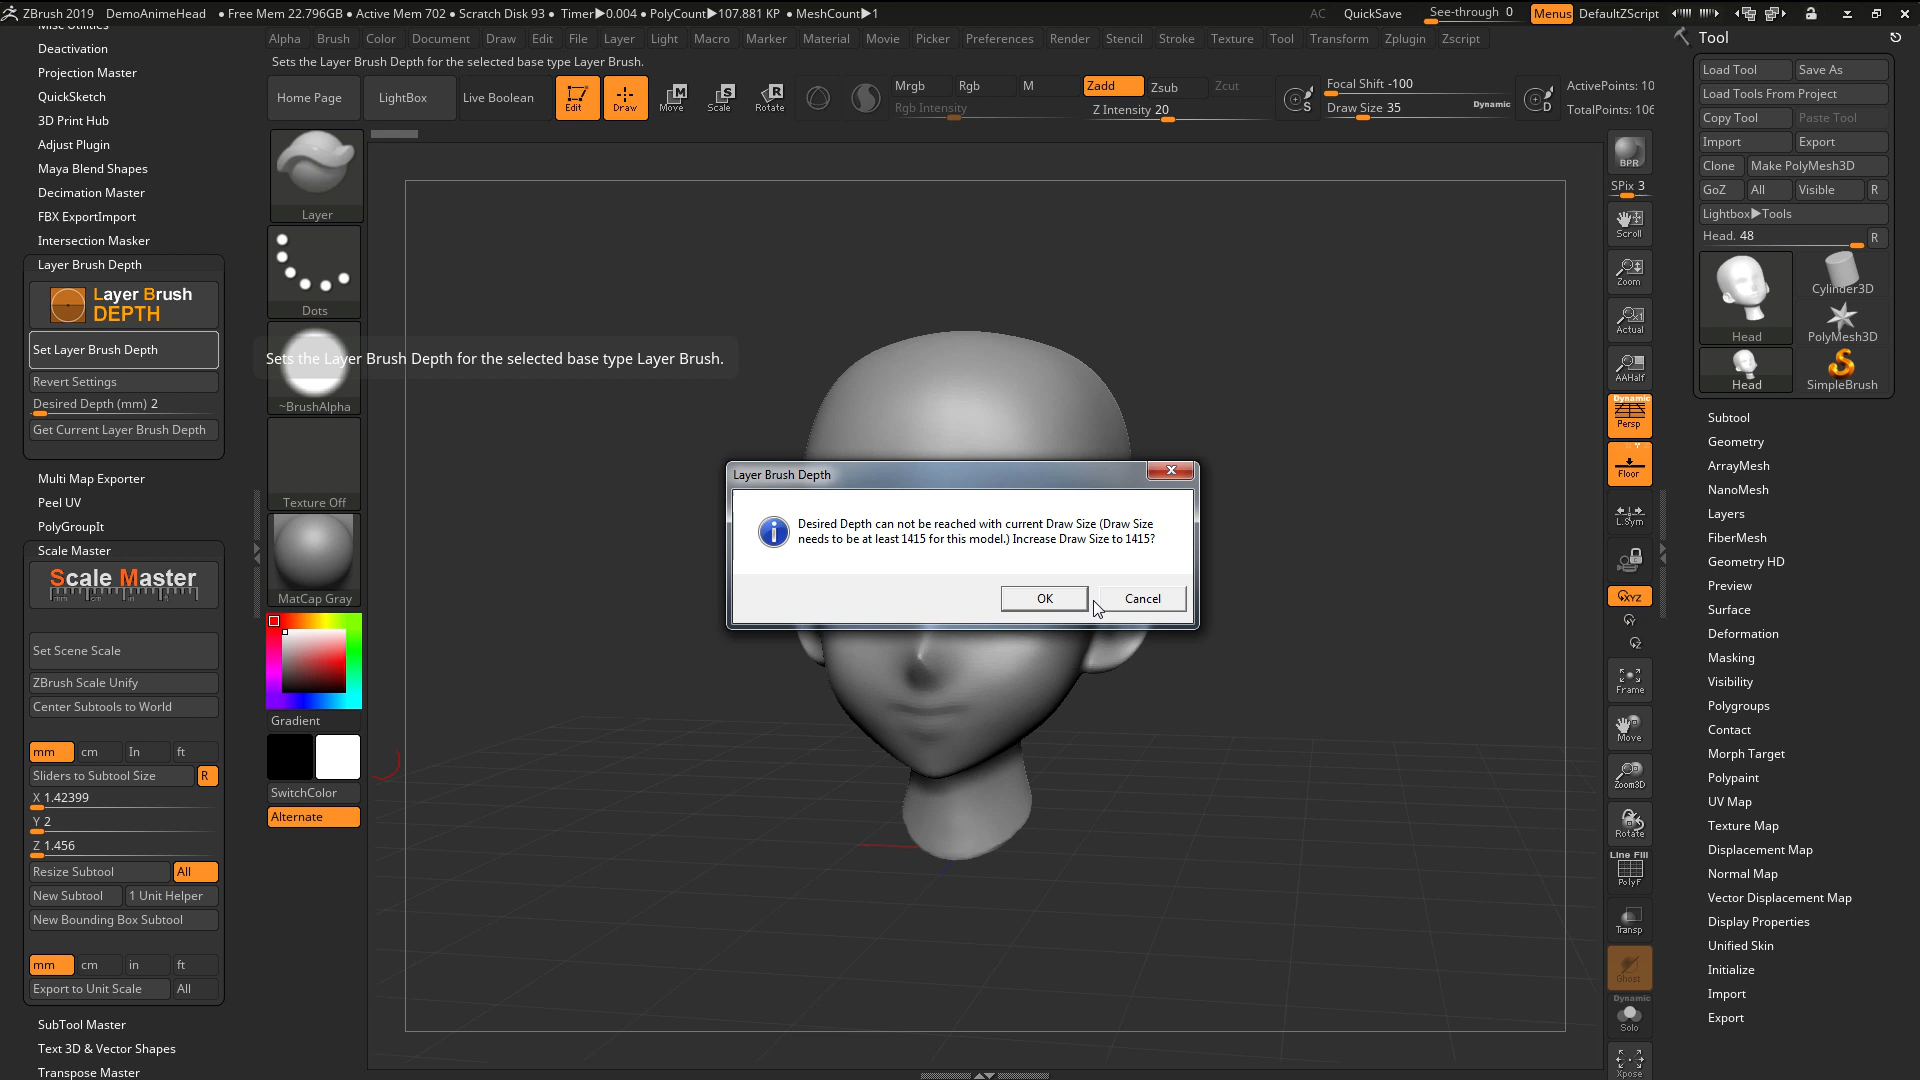 ZBrush 2019 DemoAnimeHead • Free Mem 22.796GB • Active Mem 702 • Scratch Disk 93 • Timer▶0.004 • PolyCount▶107.881 KP • MeshCount▶1 AC QuickSave See-through 0 Menus DefaultZScript
Alpha Brush Color Document Draw Edit File Layer Light Macro Marker Material Movie Picker Preferences Render Stencil Stroke Texture Tool Transform Zplugin Zscript
Sets the Layer Brush Depth for the selected base type Layer Brush.
Home Page LightBox Live Boolean Edit Draw Move Scale Rotate
Mrgb Rgb M Zadd Zsub Zcut
Rgb Intensity Z Intensity 20
Focal Shift -100
Draw Size 35 Dynamic
ActivePoints: 10
TotalPoints: 106
Deactivation
Projection Master
QuickSketch
3D Print Hub
Adjust Plugin
Maya Blend Shapes
Decimation Master
FBX ExportImport
Intersection Masker
Layer Brush Depth
Layer Brush
DEPTH
Set Layer Brush Depth
Revert Settings
Desired Depth (mm) 2
Get Current Layer Brush Depth
Multi Map Exporter
Peel UV
PolyGroupIt
Scale Master
Scale Master
mm cm in ft
Set Scene Scale
ZBrush Scale Unify
Center Subtools to World
mm cm In ft
Sliders to Subtool Size R
X 1.42399
Y 2
Z 1.456
Resize Subtool All
New Subtool 1 Unit Helper
New Bounding Box Subtool
mm cm in ft
Export to Unit Scale All
SubTool Master
Text 3D & Vector Shapes
Transpose Master
Layer
Dots
Sets the Layer Brush Depth for the selected base type Layer Brush.
~BrushAlpha
Texture Off
MatCap Gray
Gradient
SwitchColor
Alternate
Layer Brush Depth
Desired Depth can not be reached with current Draw Size (Draw Size
needs to be at least 1415 for this model.) Increase Draw Size to 1415?
OK Cancel
BPR
SPix 3
Scroll
Zoom
Actual
AAHalf
Dynamic
Persp
Floor
L.Sym
XYZ
Y
Z
Frame
Move
Zoom3D
Rotate
Line Fill
PolyF
Transp
Ghost
Dynamic
Solo
Xpose
Tool
Load Tool Save As
Load Tools From Project
Copy Tool Paste Tool
Import Export
Clone Make PolyMesh3D
GoZ All Visible R
Lightbox▶Tools
Head. 48 R
Head Cylinder3D
PolyMesh3D
Head SimpleBrush
Subtool
Geometry
ArrayMesh
NanoMesh
Layers
FiberMesh
Geometry HD
Preview
Surface
Deformation
Masking
Visibility
Polygroups
Contact
Morph Target
Polypaint
UV Map
Texture Map
Displacement Map
Normal Map
Vector Displacement Map
Display Properties
Unified Skin
Initialize
Import
Export